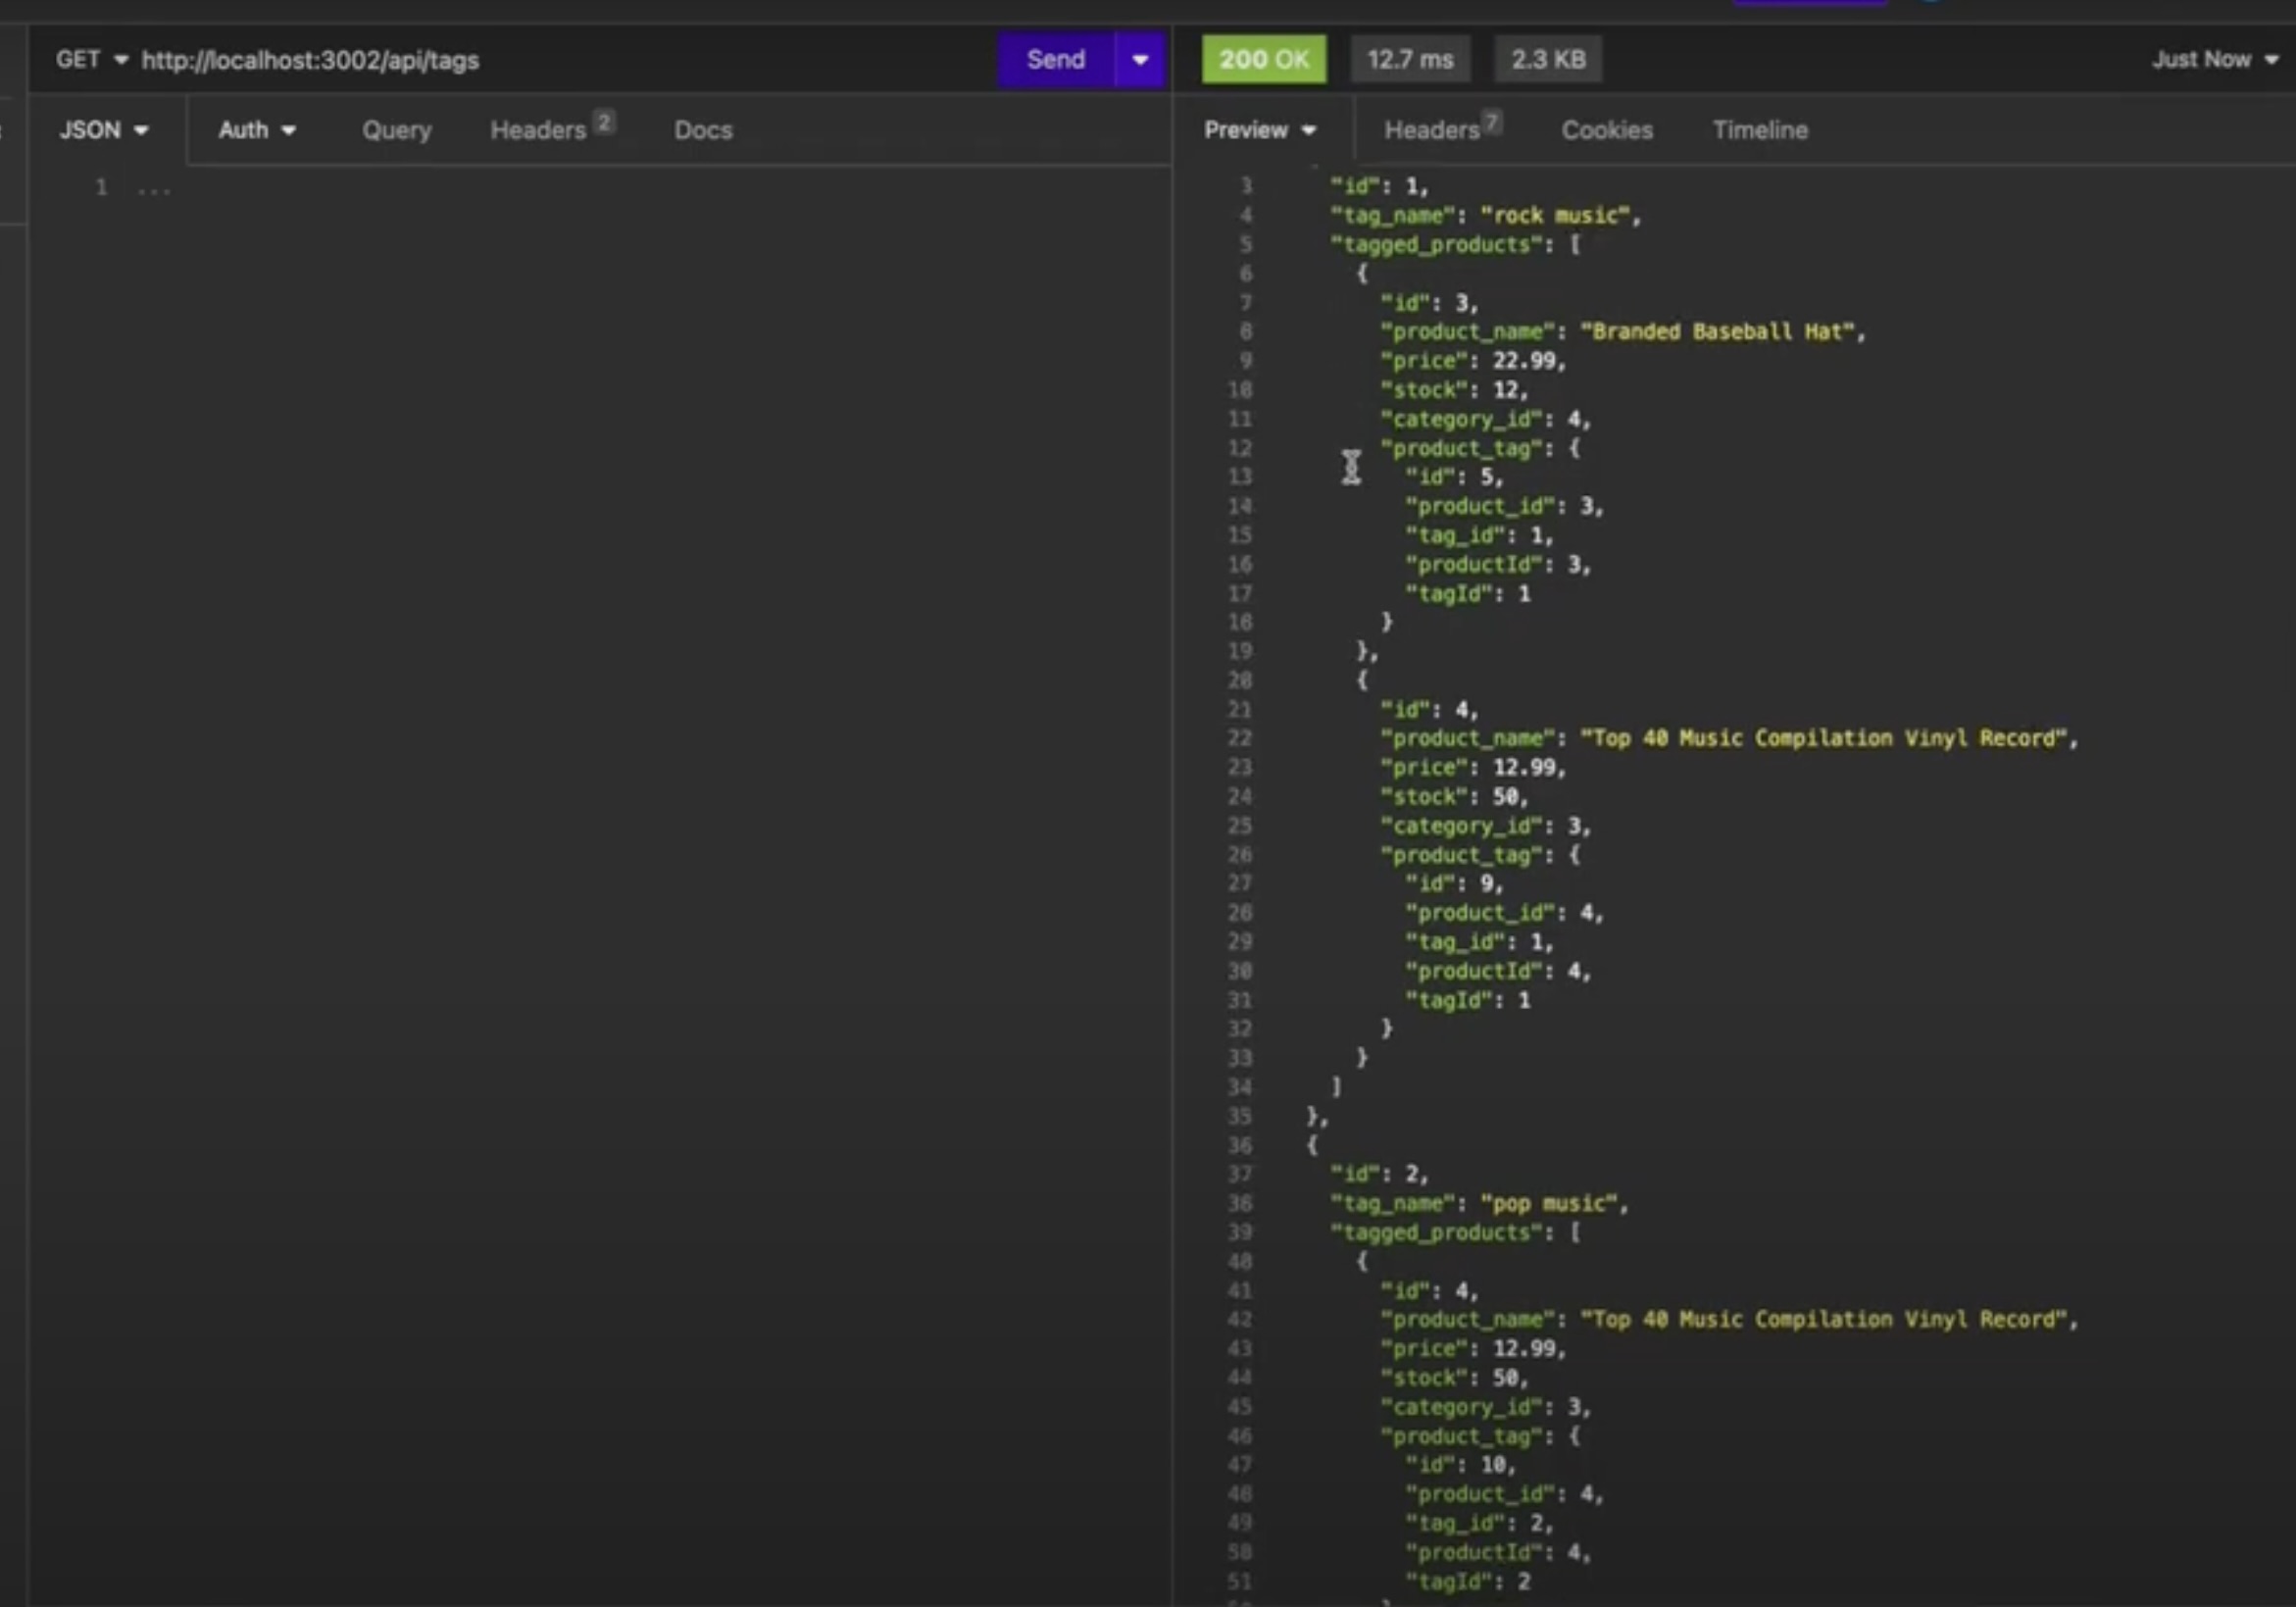 GET http://localhost:3002/api/tags Send
200 OK 12.7 ms 2.3 KB Just Now
JSON Auth Query Headers 2 Docs
Preview Headers 7 Cookies Timeline
1 ...
3 "id": 1,
4 "tag_name": "rock music",
5 "tagged_products": [
6 {
7 "id": 3,
8 "product_name": "Branded Baseball Hat",
9 "price": 22.99,
10 "stock": 12,
11 "category_id": 4,
12 "product_tag": {
13 "id": 5,
14 "product_id": 3,
15 "tag_id": 1,
16 "productId": 3,
17 "tagId": 1
18 }
19 },
20 {
21 "id": 4,
22 "product_name": "Top 40 Music Compilation Vinyl Record",
23 "price": 12.99,
24 "stock": 50,
25 "category_id": 3,
26 "product_tag": {
27 "id": 9,
28 "product_id": 4,
29 "tag_id": 1,
30 "productId": 4,
31 "tagId": 1
32 }
33 }
34 ]
35 },
36 {
37 "id": 2,
38 "tag_name": "pop music",
39 "tagged_products": [
40 {
41 "id": 4,
42 "product_name": "Top 40 Music Compilation Vinyl Record",
43 "price": 12.99,
44 "stock": 50,
45 "category_id": 3,
46 "product_tag": {
47 "id": 10,
48 "product_id": 4,
49 "tag_id": 2,
50 "productId": 4,
51 "tagId": 2